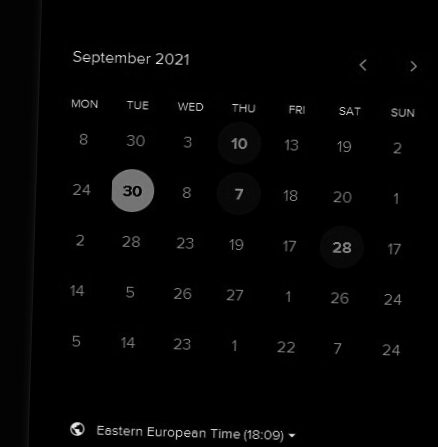 September 2021 < >
MON TUE WED THU FRI SAT SUN
8 30 3 10 13 19 2
24 30 8 7 18 20 1
2 28 23 19 17 28 17
14 5 26 27 1 26 24
5 14 23 1 22 7 24
Eastern European Time (18:09)